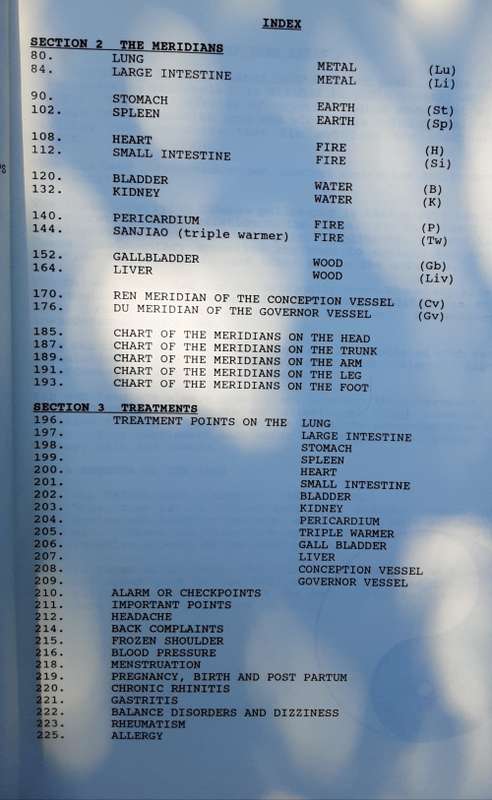 INDEX
SECTION 2 THE MERIDIANS
80. LUNG METAL (Lu)
84. LARGE INTESTINE METAL (Li)
90. STOMACH EARTH (St)
102. SPLEEN EARTH (Sp)
108. HEART FIRE (H)
112. SMALL INTESTINE FIRE (Si)
120. BLADDER WATER (B)
132. KIDNEY WATER (K)
140. PERICARDIUM FIRE (P)
144. SANJIAO (triple warmer) FIRE (Tw)
152. GALLBLADDER WOOD (Gb)
164. LIVER WOOD (Liv)
170. REN MERIDIAN OF THE CONCEPTION VESSEL (Cv)
176. DU MERIDIAN OF THE GOVERNOR VESSEL (Gv)
185. CHART OF THE MERIDIANS ON THE HEAD
187. CHART OF THE MERIDIANS ON THE TRUNK
189. CHART OF THE MERIDIANS ON THE ARM
191. CHART OF THE MERIDIANS ON THE LEG
193. CHART OF THE MERIDIANS ON THE FOOT
SECTION 3 TREATMENTS
196. TREATMENT POINTS ON THE LUNG
197. LARGE INTESTINE
198. STOMACH
199. SPLEEN
200. HEART
201. SMALL INTESTINE
202. BLADDER
203. KIDNEY
204. PERICARDIUM
205. TRIPLE WARMER
206. GALL BLADDER
207. LIVER
208. CONCEPTION VESSEL
209. GOVERNOR VESSEL
210. ALARM OR CHECKPOINTS
211. IMPORTANT POINTS
212. HEADACHE
214. BACK COMPLAINTS
215. FROZEN SHOULDER
216. BLOOD PRESSURE
218. MENSTRUATION
219. PREGNANCY, BIRTH AND POST PARTUM
220. CHRONIC RHINITIS
221. GASTRITIS
222. BALANCE DISORDERS AND DIZZINESS
223. RHEUMATISM
225. ALLERGY